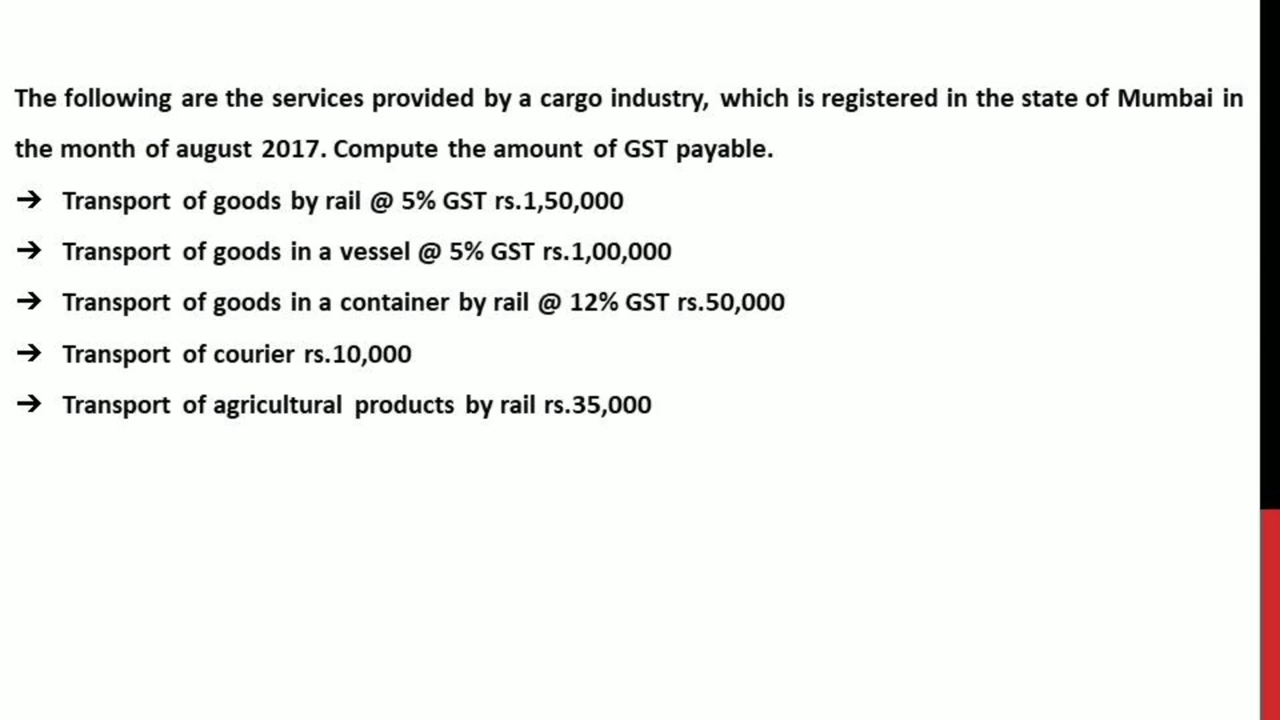 The following are the services provided by a cargo industry, which is registered in the state of Mumbai in
the month of august 2017. Compute the amount of GST payable.
→ Transport of goods by rail @ 5% GST rs.1,50,000
→ Transport of goods in a vessel @ 5% GST rs.1,00,000
→ Transport of goods in a container by rail @ 12% GST rs.50,000
→ Transport of courier rs.10,000
→ Transport of agricultural products by rail rs.35,000